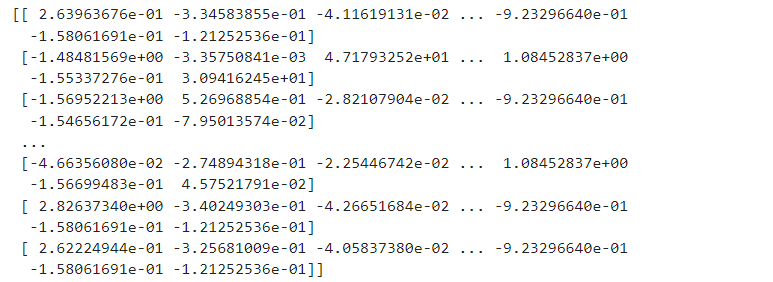 [[ 2.63963676e-01 -3.34583855e-01 -4.11619131e-02 ... -9.23296640e-01
  -1.58061691e-01 -1.21252536e-01]
 [-1.48481569e+00 -3.35750841e-03  4.71793252e+01 ...  1.08452837e+00
  -1.55337276e-01  3.09416245e+01]
 [-1.56952213e+00  5.26968854e-01 -2.82107904e-02 ... -9.23296640e-01
  -1.54656172e-01 -7.95013574e-02]
 ...
 [-4.66356080e-02 -2.74894318e-01 -2.25446742e-02 ...  1.08452837e+00
  -1.56699483e-01  4.57521791e-02]
 [ 2.82637340e+00 -3.40249303e-01 -4.26651684e-02 ... -9.23296640e-01
  -1.58061691e-01 -1.21252536e-01]
 [ 2.62224944e-01 -3.25681009e-01 -4.05837380e-02 ... -9.23296640e-01
  -1.58061691e-01 -1.21252536e-01]]